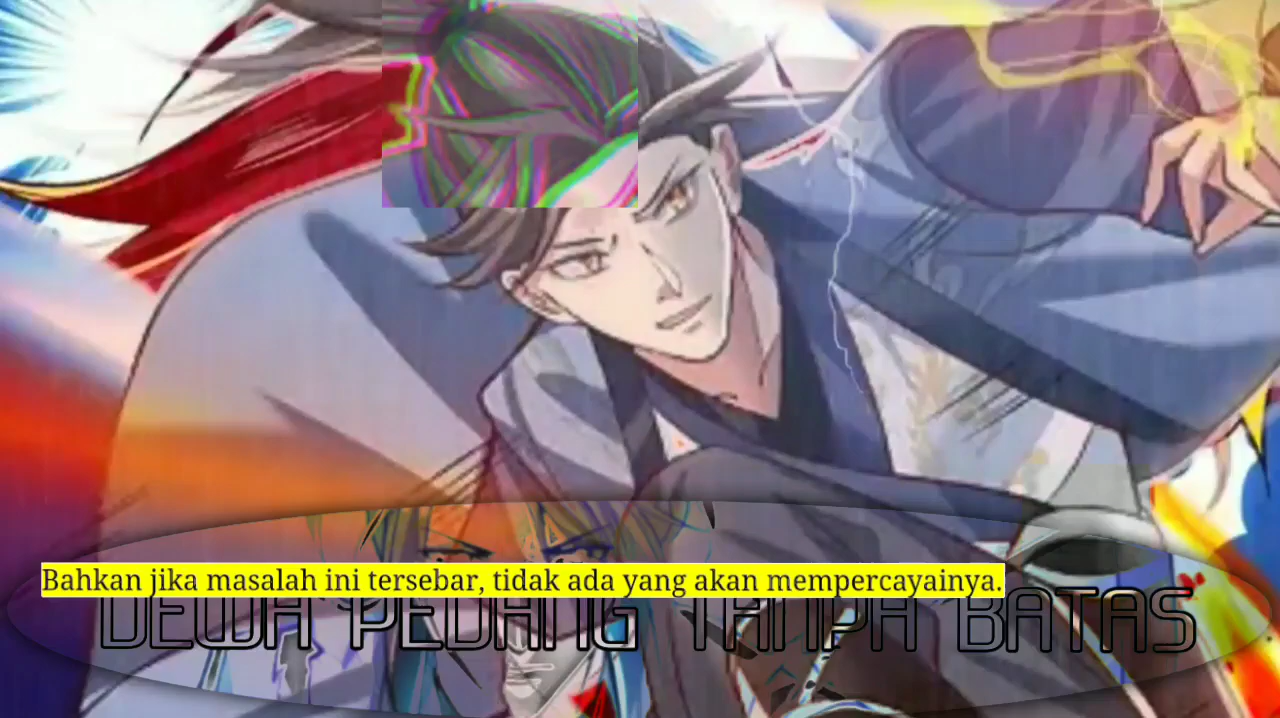 Bahkan jika masalah ini tersebar, tidak ada yang akan mempercayainya.
DEWA PEDANG TANPA BATAS